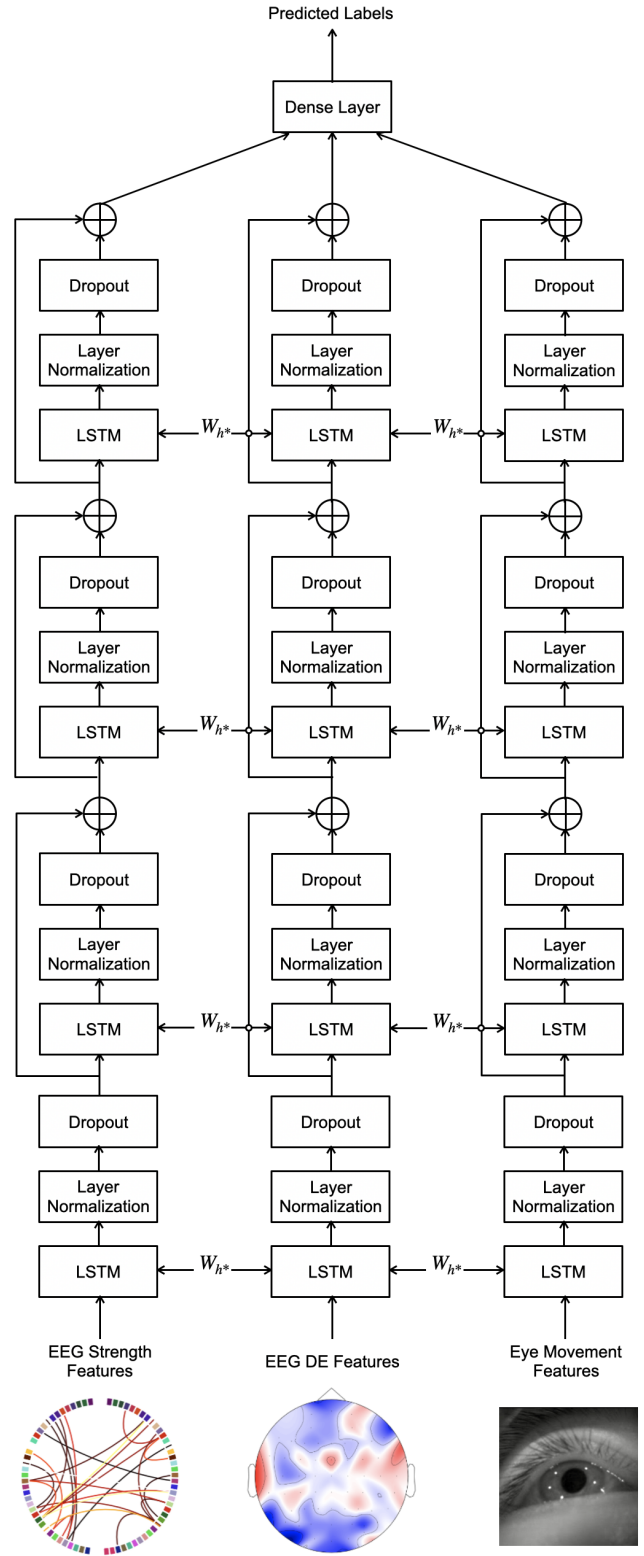 Predicted Labels
Dense Layer
Dropout
Dropout
Dropout
Layer
Normalization
Layer
Normalization
Layer
Normalization
LSTM
W_{h*}
LSTM
W_{h*}
LSTM
Dropout
Dropout
Dropout
Layer
Normalization
Layer
Normalization
Layer
Normalization
LSTM
W_{h*}
LSTM
W_{h*}
LSTM
Dropout
Dropout
Dropout
Layer
Normalization
Layer
Normalization
Layer
Normalization
LSTM
W_{h*}
LSTM
W_{h*}
LSTM
Dropout
Dropout
Dropout
Layer
Normalization
Layer
Normalization
Layer
Normalization
LSTM
W_{h*}
LSTM
W_{h*}
LSTM
EEG Strength
Features
EEG DE Features
Eye Movement
Features